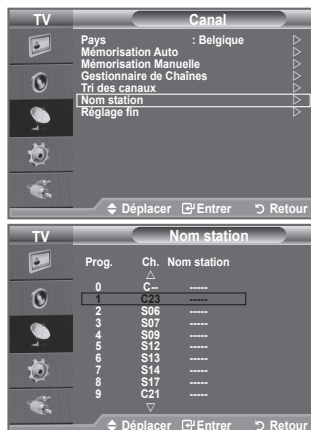 TV Canal
Pays : Belgique
Mémorisation Auto
Mémorisation Manuelle
Gestionnaire de Chaînes
Tri des canaux
Nom station
Réglage fin
Déplacer Entrer Retour
TV Nom station
Prog. Ch. Nom station
0 C-- -----
1 C23 -----
2 S06 -----
3 S07 -----
4 S09 -----
5 S12 -----
6 S13 -----
7 S14 -----
8 S17 -----
9 C21 -----
Déplacer Entrer Retour